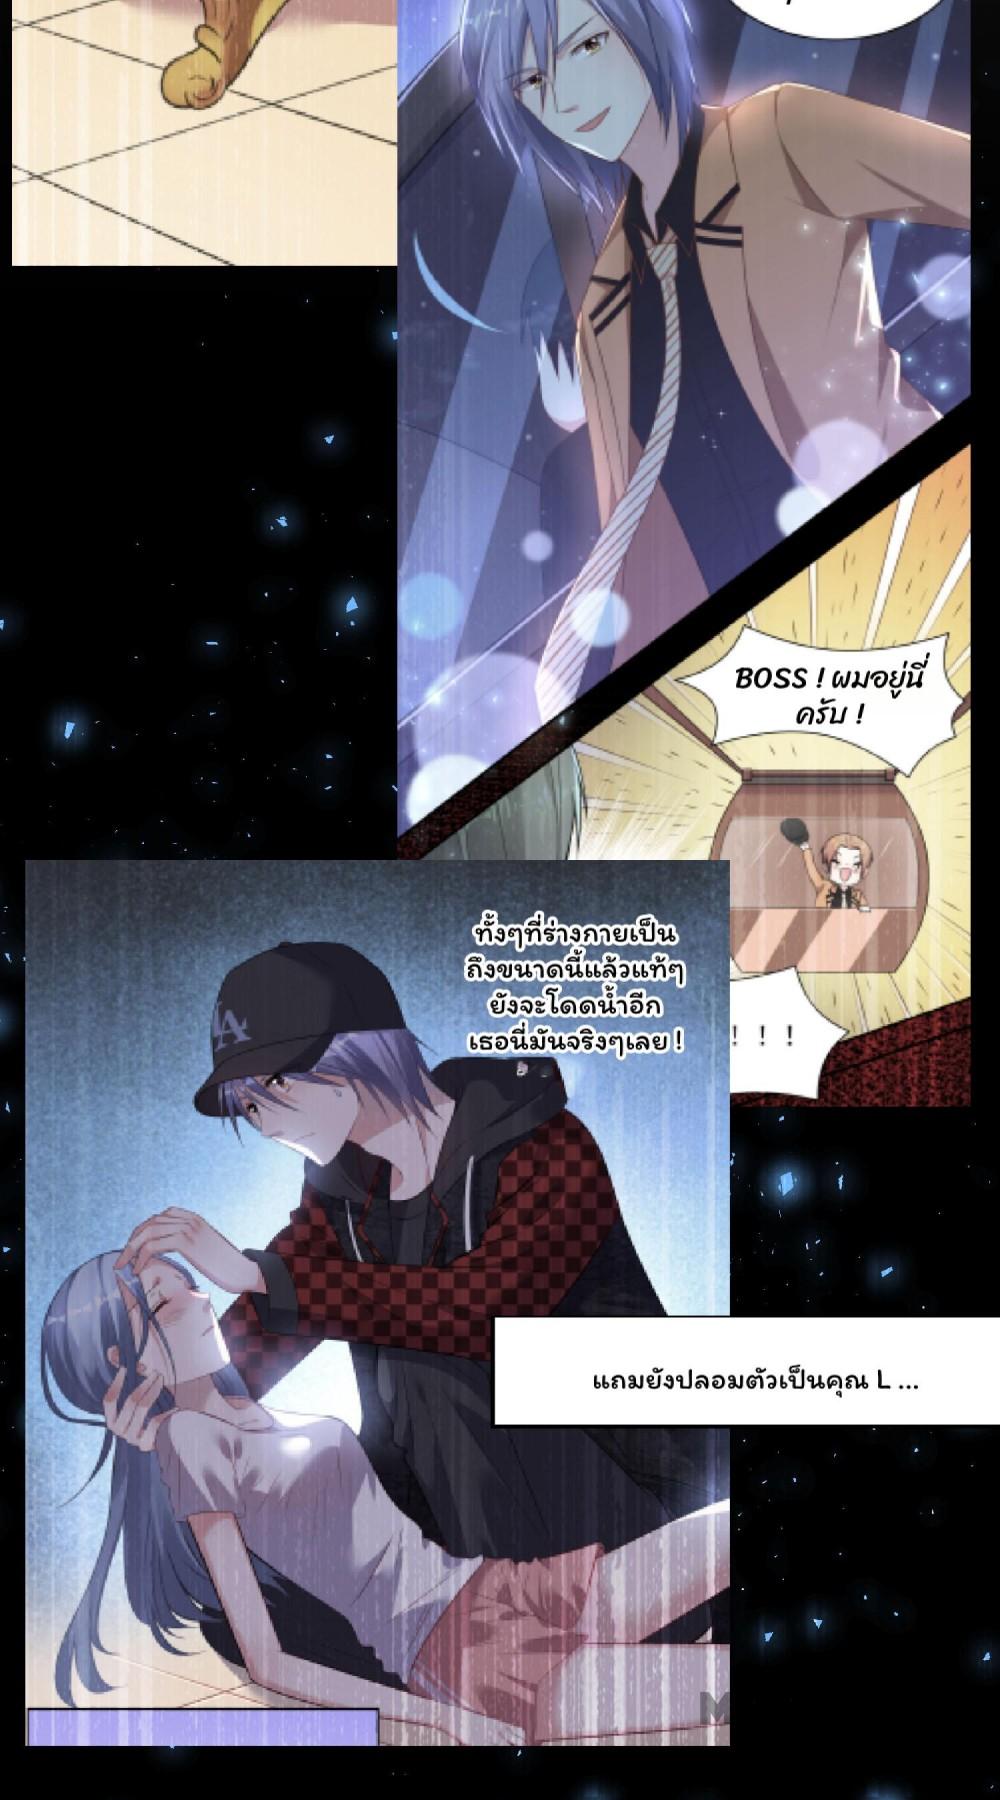 BOSS ! ผมอยู่นี่
ครับ !
ทั้งๆที่ร่างกายเป็น
ถึงขนาดนี้แล้วแท้ๆ
ยังจะโดดน้ำอีก
เธอนี่มันจริงๆเลย !
! ! !
LA
แถมยังปลอมตัวเป็นคุณ L ...